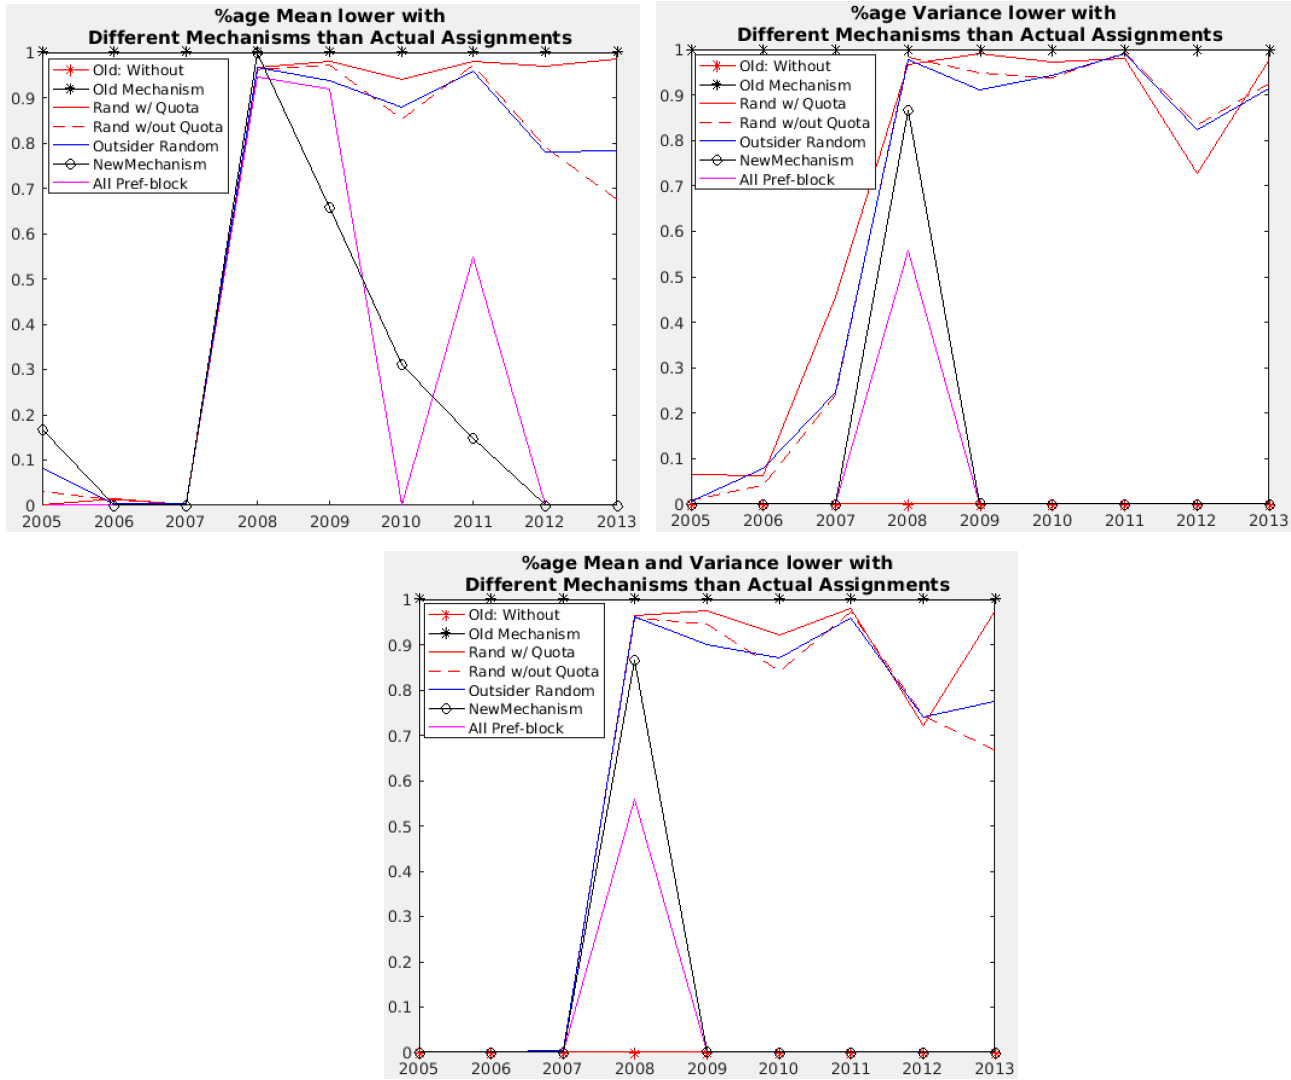 %age Mean lower with
Different Mechanisms than Actual Assignments
1
0.9
0.8
0.7
0.6
0.5
0.4
0.3
0.2
0.1
0
Old: Without
Old Mechanism
Rand w/ Quota
Rand w/out Quota
Outsider Random
NewMechanism
All Pref-block
2005 2006 2007 2008 2009 2010 2011 2012 2013
%age Variance lower with
Different Mechanisms than Actual Assignments
1
0.9
0.8
0.7
0.6
0.5
0.4
0.3
0.2
0.1
0
Old: Without
Old Mechanism
Rand w/ Quota
Rand w/out Quota
Outsider Random
NewMechanism
All Pref-block
2005 2006 2007 2008 2009 2010 2011 2012 2013
%age Mean and Variance lower with
Different Mechanisms than Actual Assignments
1
0.9
0.8
0.7
0.6
0.5
0.4
0.3
0.2
0.1
0
Old: Without
Old Mechanism
Rand w/ Quota
Rand w/out Quota
Outsider Random
NewMechanism
All Pref-block
2005 2006 2007 2008 2009 2010 2011 2012 2013